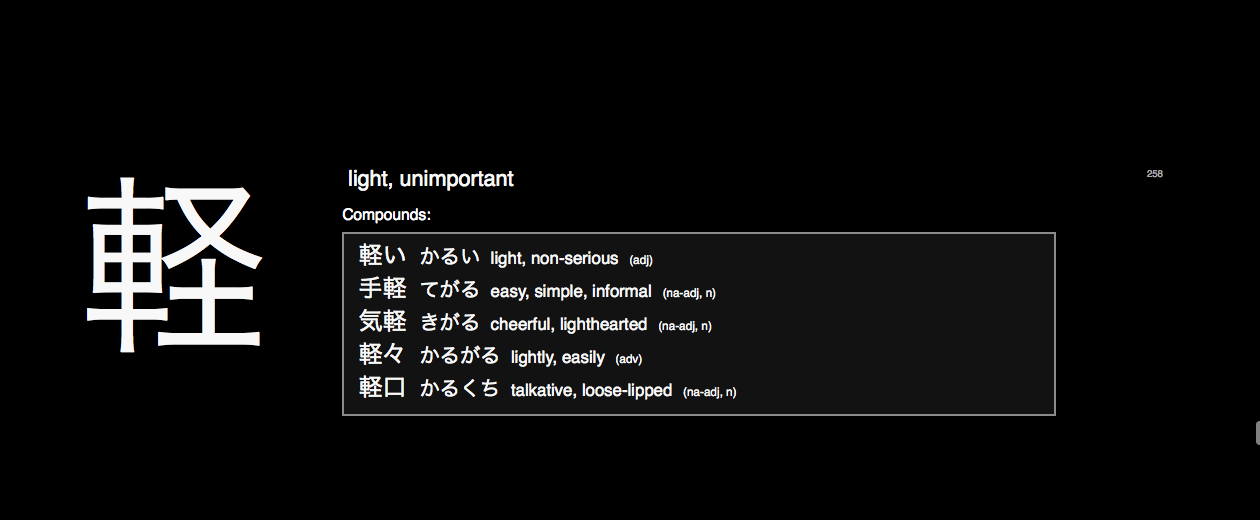 軽
light, unimportant 258
Compounds:
軽い かるい light, non-serious (adj)
手軽 てがる easy, simple, informal (na-adj, n)
気軽 きがる cheerful, lighthearted (na-adj, n)
軽々 かるがる lightly, easily (adv)
軽口 かるくち talkative, loose-lipped (na-adj, n)